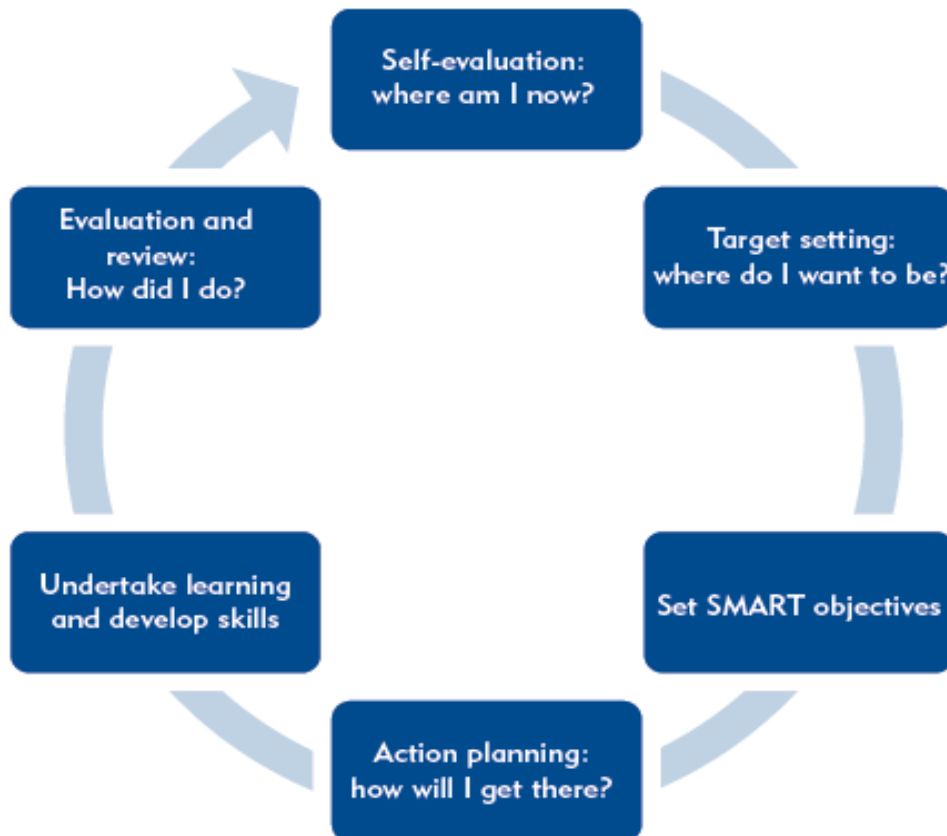 Self-evaluation:
where am I now?
Target setting:
where do I want to be?
Set SMART objectives
Action planning:
how will I get there?
Undertake learning
and develop skills
Evaluation and
review:
How did I do?